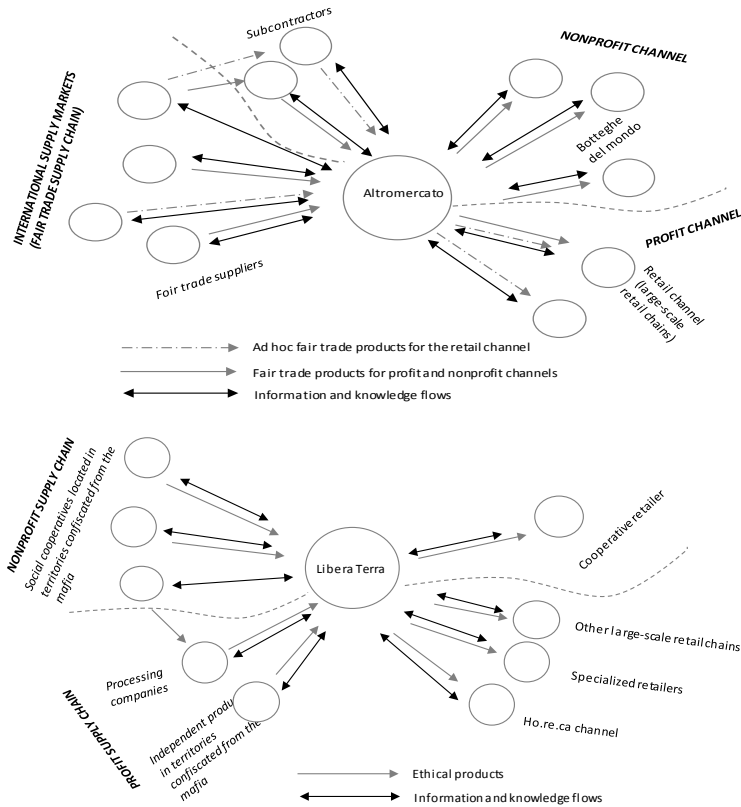 Subcontractors
NONPROFIT CHANNEL
INTERNATIONAL SUPPLY MARKETS
(FAIR TRADE SUPPLY CHAIN)
Botteghe
del mondo
Altromercato
PROFIT CHANNEL
Retail channel
(large-scale
retail chains)
Foir trade suppliers
Ad hoc fair trade products for the retail channel
Fair trade products for profit and nonprofit channels
Information and knowledge flows
NONPROFIT SUPPLY CHAIN
Social cooperatives located in
territories confiscated from the
mafia
Cooperative retailer
Libera Terra
Other large-scale retail chains
Processing
companies
Specialized retailers
PROFIT SUPPLY CHAIN
Independent produ
in territories
confiscated from the
mafia
Ho.re.ca channel
Ethical products
Information and knowledge flows